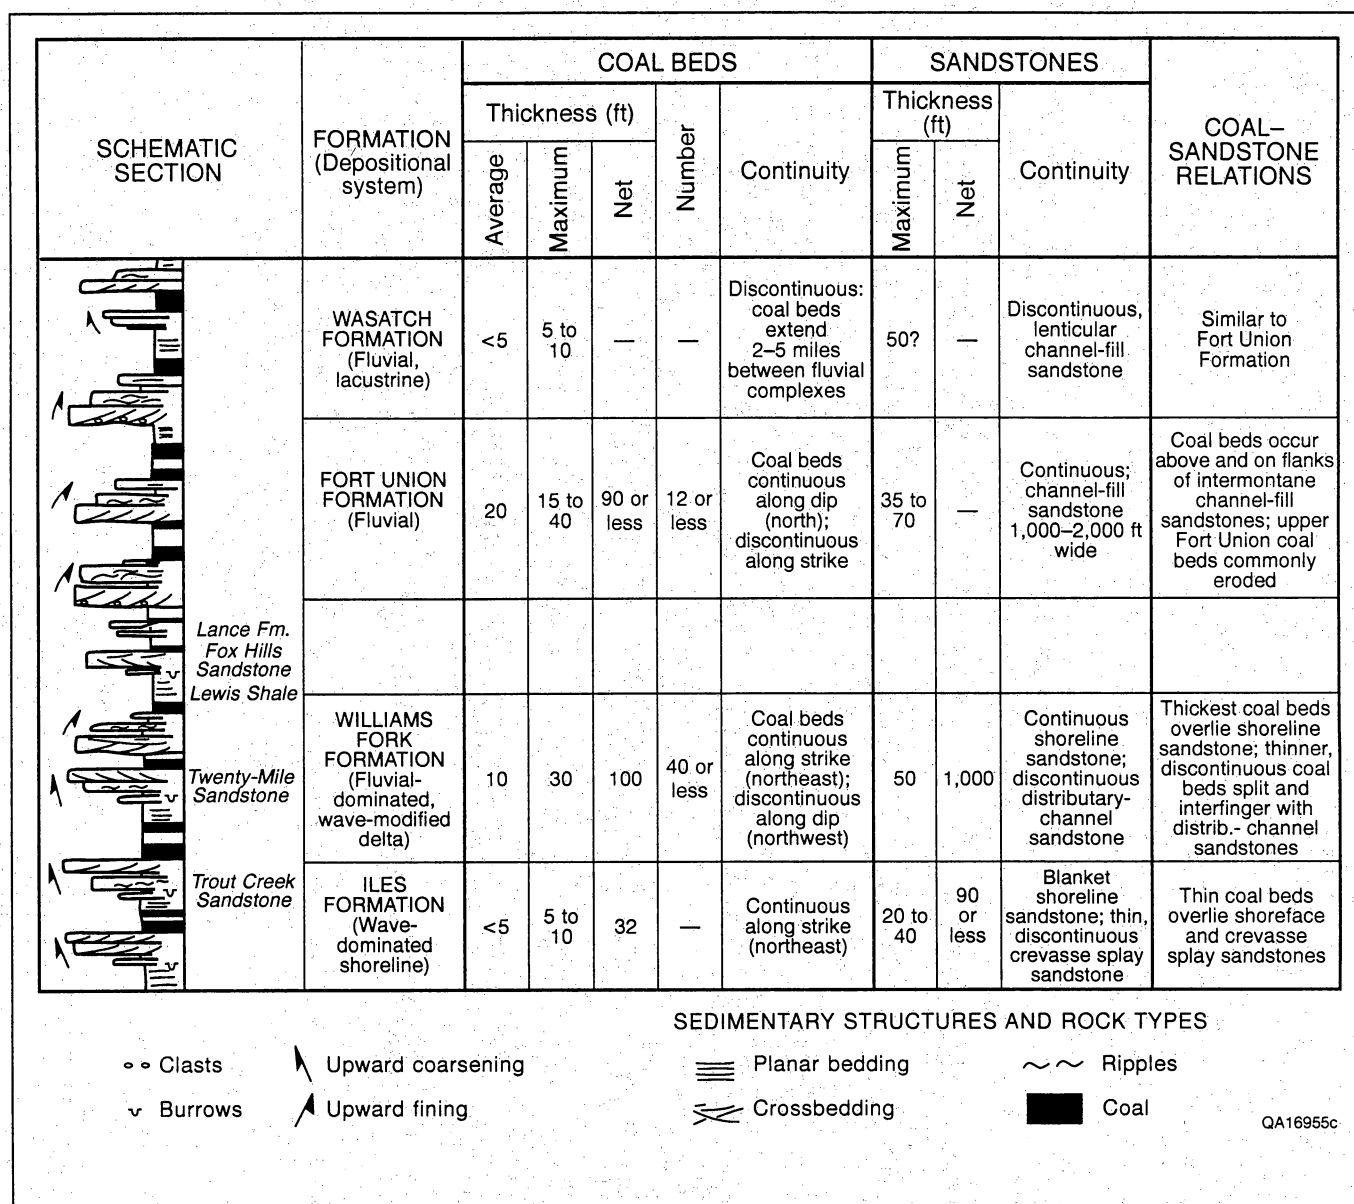 SCHEMATIC
SECTION
FORMATION
(Depositional
system)
COAL BEDS
Thickness (ft)
Average
Maximum
Net
Number
Continuity
SANDSTONES
Thickness
(ft)
Maximum
Net
Continuity
COAL–
SANDSTONE
RELATIONS
WASATCH
FORMATION
(Fluvial,
lacustrine)
<5
5 to
10
—
—
Discontinuous:
coal beds
extend
2–5 miles
between fluvial
complexes
50?
—
Discontinuous,
lenticular
channel-fill
sandstone
Similar to
Fort Union
Formation
FORT UNION
FORMATION
(Fluvial)
20
15 to
40
90 or
less
12 or
less
Coal beds
continuous
along dip
(north);
discontinuous
along strike
35 to
70
—
Continuous;
channel-fill
sandstone
1,000–2,000 ft
wide
Coal beds occur
above and on flanks
of intermontane
channel-fill
sandstones; upper
Fort Union coal
beds commonly
eroded
Lance Fm.
Fox Hills
Sandstone
Lewis Shale
Twenty-Mile
Sandstone
WILLIAMS
FORK
FORMATION
(Fluvial-
dominated,
wave-modified
delta)
10
30
100
40 or
less
Coal beds
continuous
along strike
(northeast);
discontinuous
along dip
(northwest)
50
1,000
Continuous
shoreline
sandstone;
discontinuous
distributary-
channel
sandstone
Thickest coal beds
overlie shoreline
sandstone; thinner,
discontinuous coal
beds split and
interfinger with
distrib.- channel
sandstones
Trout Creek
Sandstone
ILES
FORMATION
(Wave-
dominated
shoreline)
<5
5 to
10
32
—
Continuous
along strike
(northeast)
20 to
40
90
or
less
Blanket
shoreline
sandstone; thin,
discontinuous
crevasse splay
sandstone
Thin coal beds
overlie shoreface
and crevasse
splay sandstones
SEDIMENTARY STRUCTURES AND ROCK TYPES
Clasts
Upward coarsening
Planar bedding
Ripples
Burrows
Upward fining
Crossbedding
Coal
QA16955c